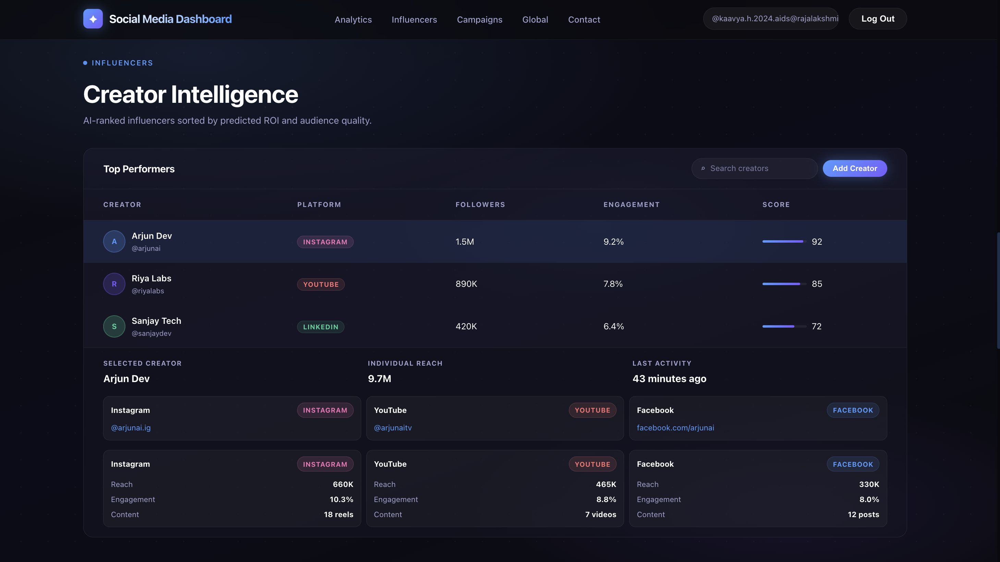 Social Media Dashboard
Analytics Influencers Campaigns Global Contact
@kaavya.h.2024.aids@rajalakshmi
Log Out
INFLUENCERS
Creator Intelligence
AI-ranked influencers sorted by predicted ROI and audience quality.
Top Performers
Search creators
Add Creator
CREATOR PLATFORM FOLLOWERS ENGAGEMENT SCORE
A Arjun Dev @arjunai INSTAGRAM 1.5M 9.2% 92
R Riya Labs @riyalabs YOUTUBE 890K 7.8% 85
S Sanjay Tech @sanjaydev LINKEDIN 420K 6.4% 72
SELECTED CREATOR INDIVIDUAL REACH LAST ACTIVITY
Arjun Dev 9.7M 43 minutes ago
Instagram INSTAGRAM YouTube YOUTUBE Facebook FACEBOOK
@arjunai.ig @arjunaitv facebook.com/arjunai
Instagram INSTAGRAM YouTube YOUTUBE Facebook FACEBOOK
Reach 660K Reach 465K Reach 330K
Engagement 10.3% Engagement 8.8% Engagement 8.0%
Content 18 reels Content 7 videos Content 12 posts